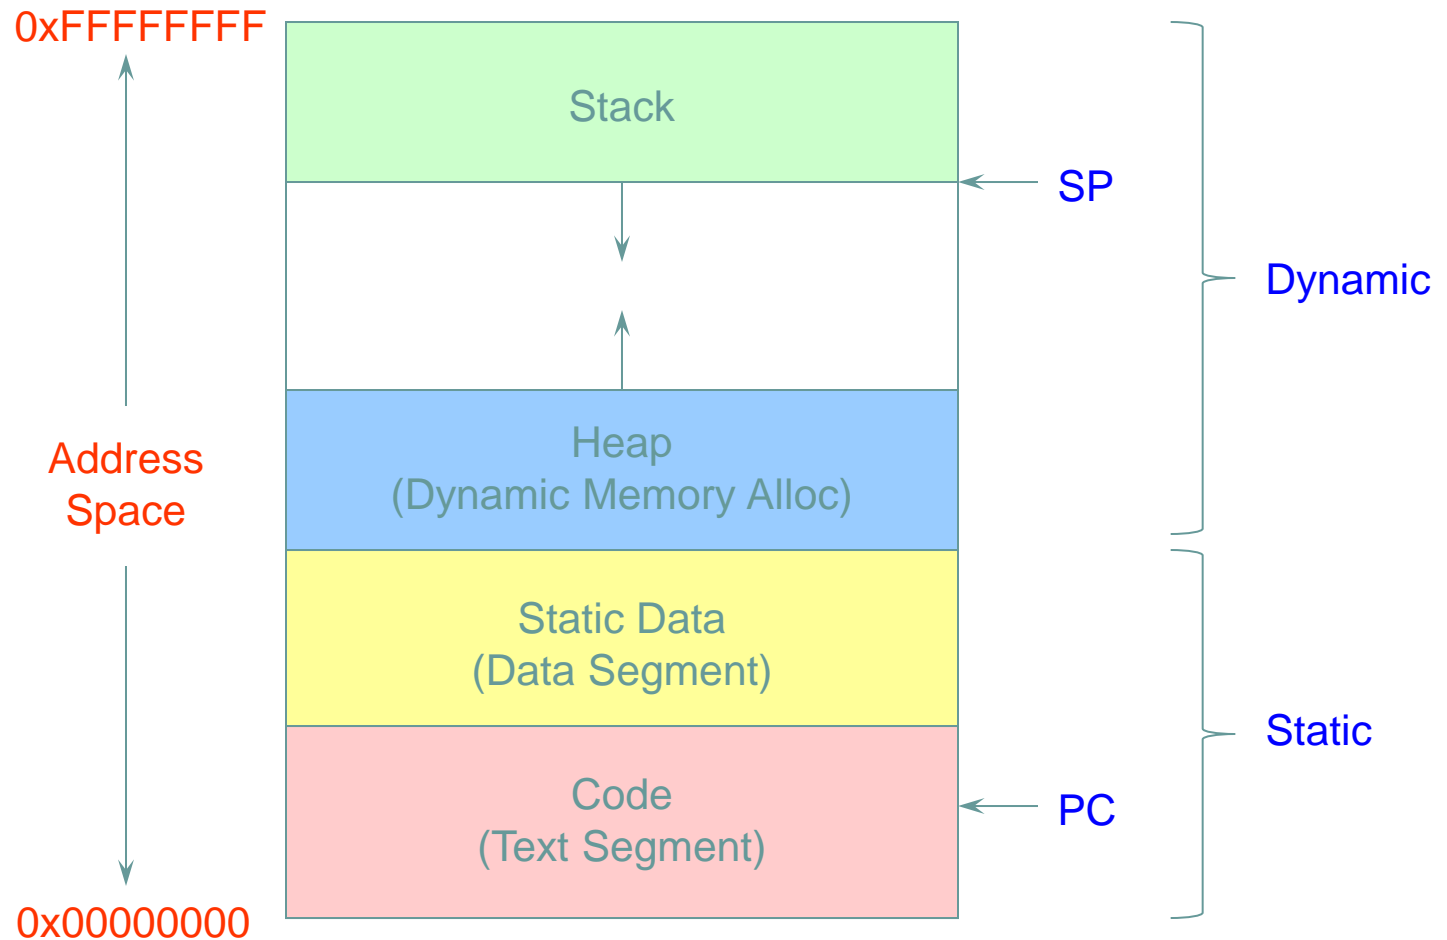 0xFFFFFFFF
Stack
SP
Dynamic
Address
Space
Heap
(Dynamic Memory Alloc)
Static Data
(Data Segment)
Static
Code
(Text Segment)
PC
0x00000000